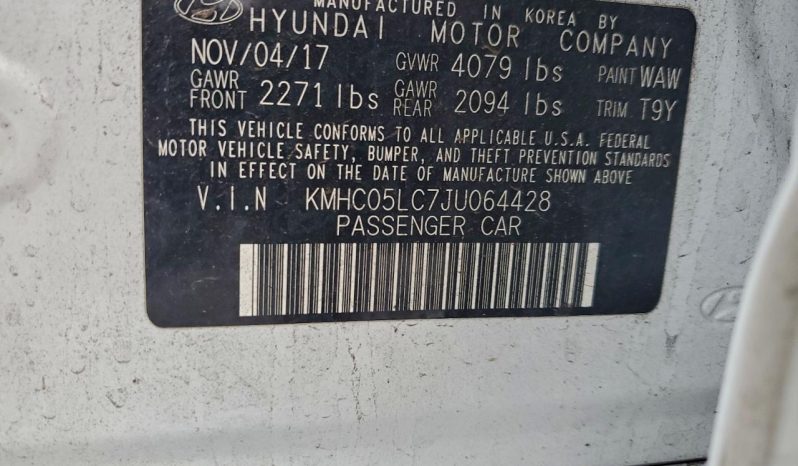 MANUFACTURED IN KOREA BY
HYUNDAI MOTOR COMPANY
NOV/04/17 GVWR 4079 lbs PAINT WAW
GAWR FRONT 2271 lbs GAWR REAR 2094 lbs TRIM T9Y
THIS VEHICLE CONFORMS TO ALL APPLICABLE U.S.A. FEDERAL
MOTOR VEHICLE SAFETY, BUMPER, AND THEFT PREVENTION STANDARDS
IN EFFECT ON THE DATE OF MANUFACTURE SHOWN ABOVE
V.I.N KMHC05LC7JU064428
PASSENGER CAR